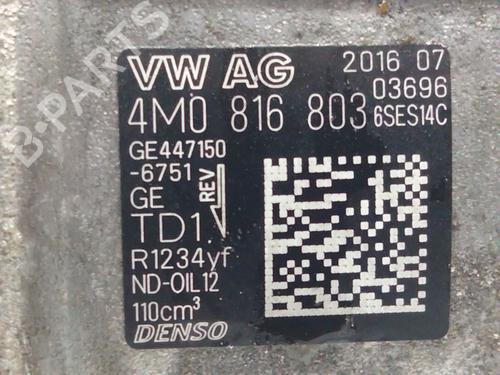 VW AG 2016 07
03696
4M0 816 803 6SES14C
GE447150
-6751
GE
REV
TD1
R1234yf
ND-OIL12
110cm³
DENSO